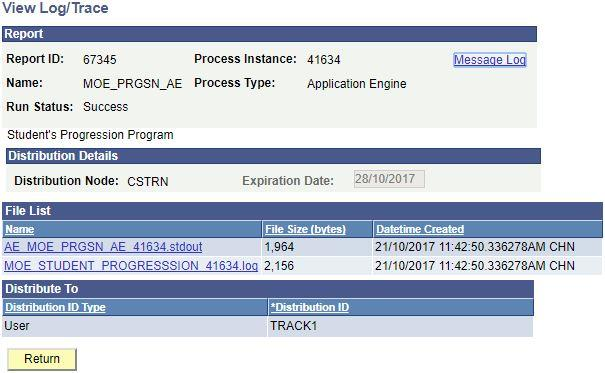 View Log/Trace
Report
Report ID: 67345 Process Instance: 41634 Message Log
Name: MOE_PRGSN_AE Process Type: Application Engine
Run Status: Success
Student's Progression Program
Distribution Details
Distribution Node: CSTRN Expiration Date: 28/10/2017
File List
Name File Size (bytes) Datetime Created
AE_MOE_PRGSN_AE_41634.stdout 1,964 21/10/2017 11:42:50.336278AM CHN
MOE_STUDENT_PROGRESSSION_41634.log 2,156 21/10/2017 11:42:50.336278AM CHN
Distribute To
Distribution ID Type *Distribution ID
User TRACK1
Return